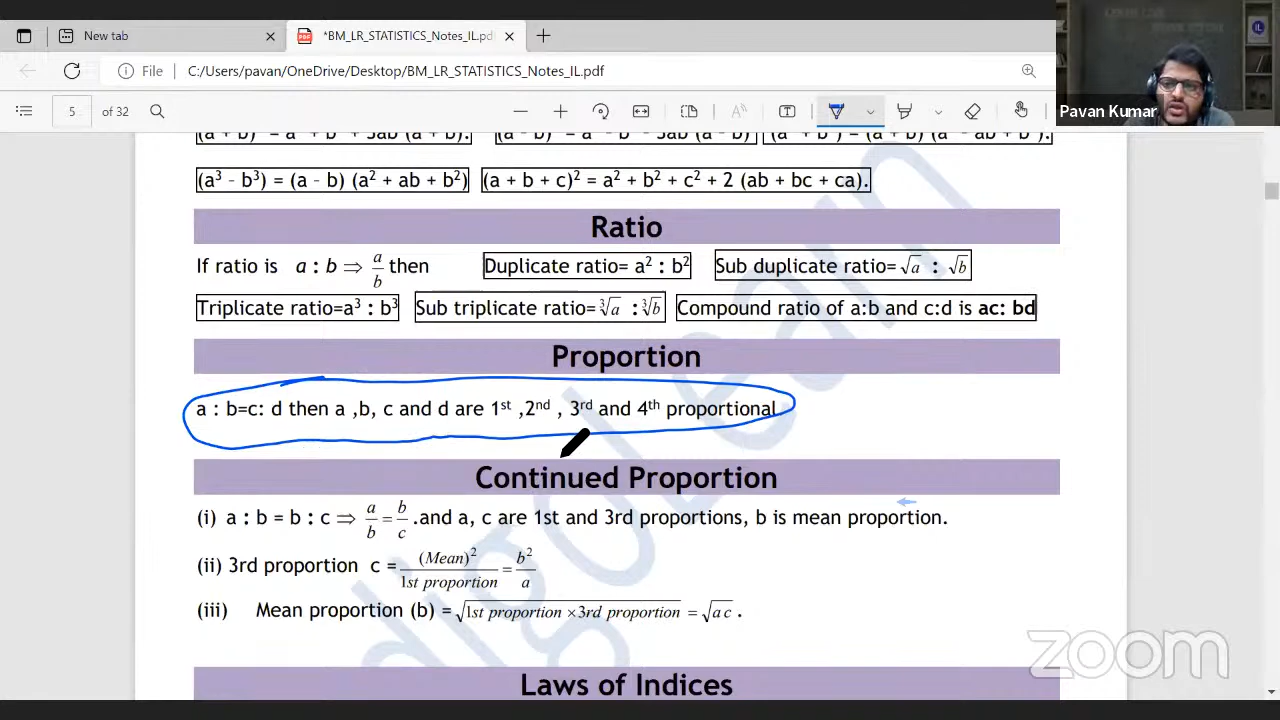 New tab
*BM_LR_STATISTICS_Notes_IL.pdf
File C:/Users/pavan/OneDrive/Desktop/BM_LR_STATISTICS_Notes_IL.pdf
5 of 32
Pavan Kumar
(a³ – b³) = (a – b) (a² + ab + b²) (a + b + c)² = a² + b² + c² + 2 (ab + bc + ca).
Ratio
If ratio is a : b ⇒ a/b then Duplicate ratio= a² : b² Sub duplicate ratio= √a : √b
Triplicate ratio=a³ : b³ Sub triplicate ratio= ∛a : ∛b Compound ratio of a:b and c:d is ac: bd
Proportion
a : b=c: d then a ,b, c and d are 1st ,2nd , 3rd and 4th proportional
Continued Proportion
(i) a : b = b : c ⇒ a/b = b/c .and a, c are 1st and 3rd proportions, b is mean proportion.
(ii) 3rd proportion c = (Mean)²/1st proportion = b²/a
(iii) Mean proportion (b) = √(1st proportion ×3rd proportion) = √(ac) .
zoom
Laws of Indices